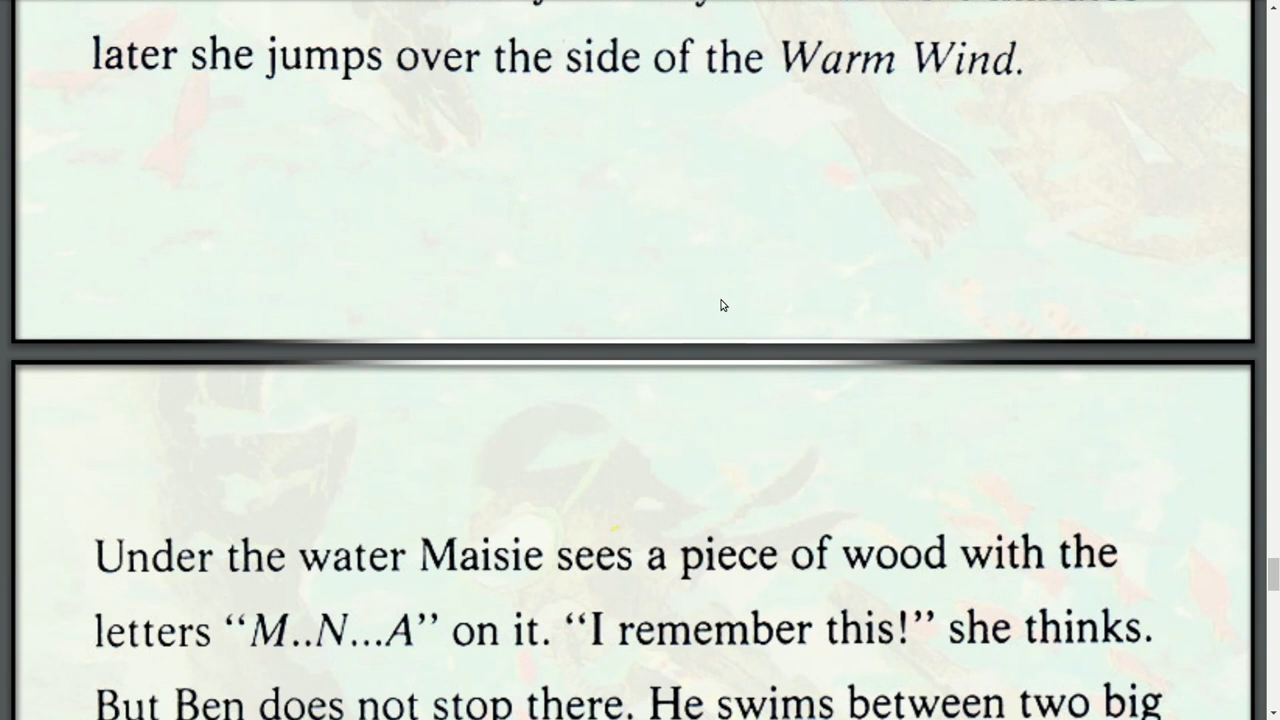 later she jumps over the side of the Warm Wind.
Under the water Maisie sees a piece of wood with the
letters “M..N...A” on it. “I remember this!” she thinks.
But Ben does not stop there. He swims between two big